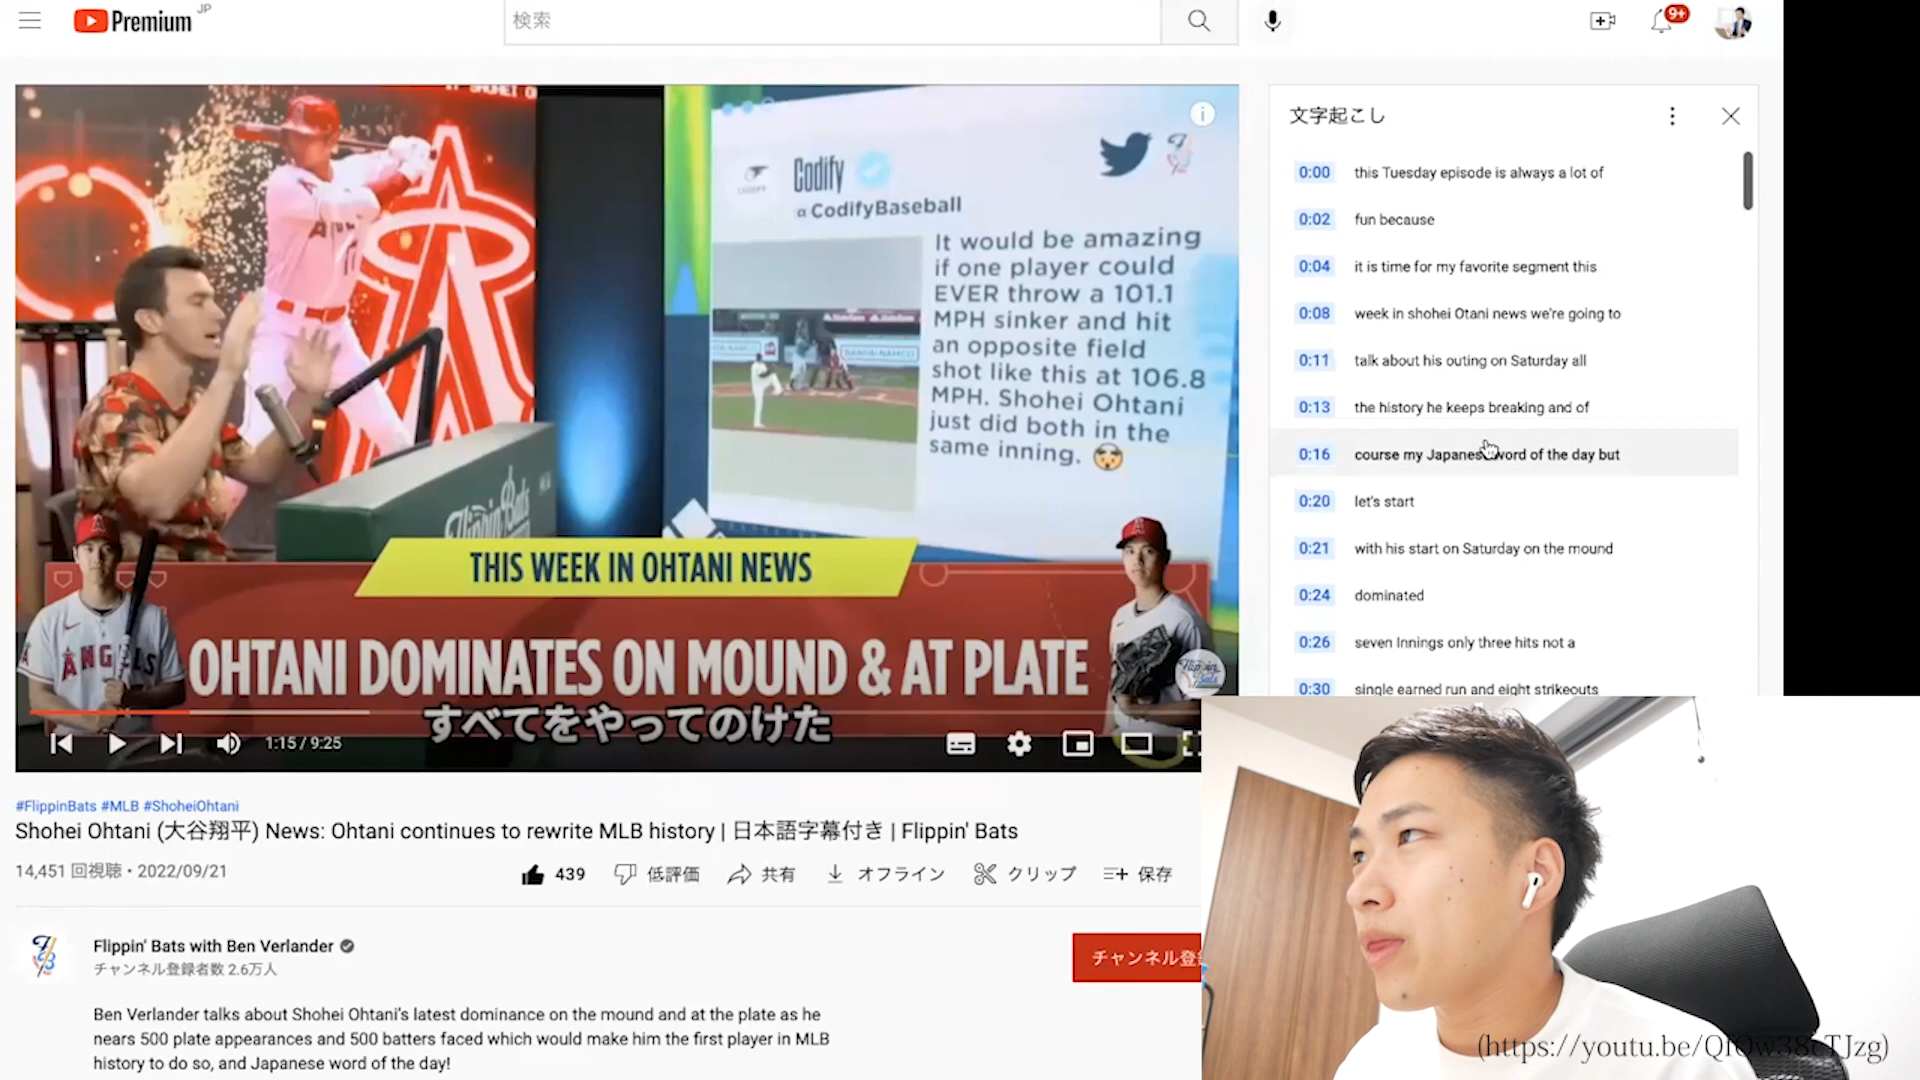 Premium
JP
検索
9+
Codify
CodifyBaseball
It would be amazing
if one player could
EVER throw a 101.1
MPH sinker and hit
an opposite field
shot like this at 106.8
MPH. Shohei Ohtani
just did both in the
same inning.
Flippin' Bats
ANGELS
THIS WEEK IN OHTANI NEWS
OHTANI DOMINATES ON MOUND & AT PLATE
すべてをやってのけた
1:15 / 9:25
文字起こし
0:00 this Tuesday episode is always a lot of
0:02 fun because
0:04 it is time for my favorite segment this
0:08 week in shohei Otani news we're going to
0:11 talk about his outing on Saturday all
0:13 the history he keeps breaking and of
0:16 course my Japanese word of the day but
0:20 let's start
0:21 with his start on Saturday on the mound
0:24 dominated
0:26 seven Innings only three hits not a
0:30 single earned run and eight strikeouts
#FlippinBats #MLB #ShoheiOhtani
Shohei Ohtani (大谷翔平) News: Ohtani continues to rewrite MLB history | 日本語字幕付き | Flippin' Bats
14,451 回視聴・2022/09/21
439 低評価 共有 オフライン クリップ 保存
Flippin' Bats with Ben Verlander
チャンネル登録者数 2.6万人
チャンネル登
Ben Verlander talks about Shohei Ohtani's latest dominance on the mound and at the plate as he
nears 500 plate appearances and 500 batters faced which would make him the first player in MLB
history to do so, and Japanese word of the day!